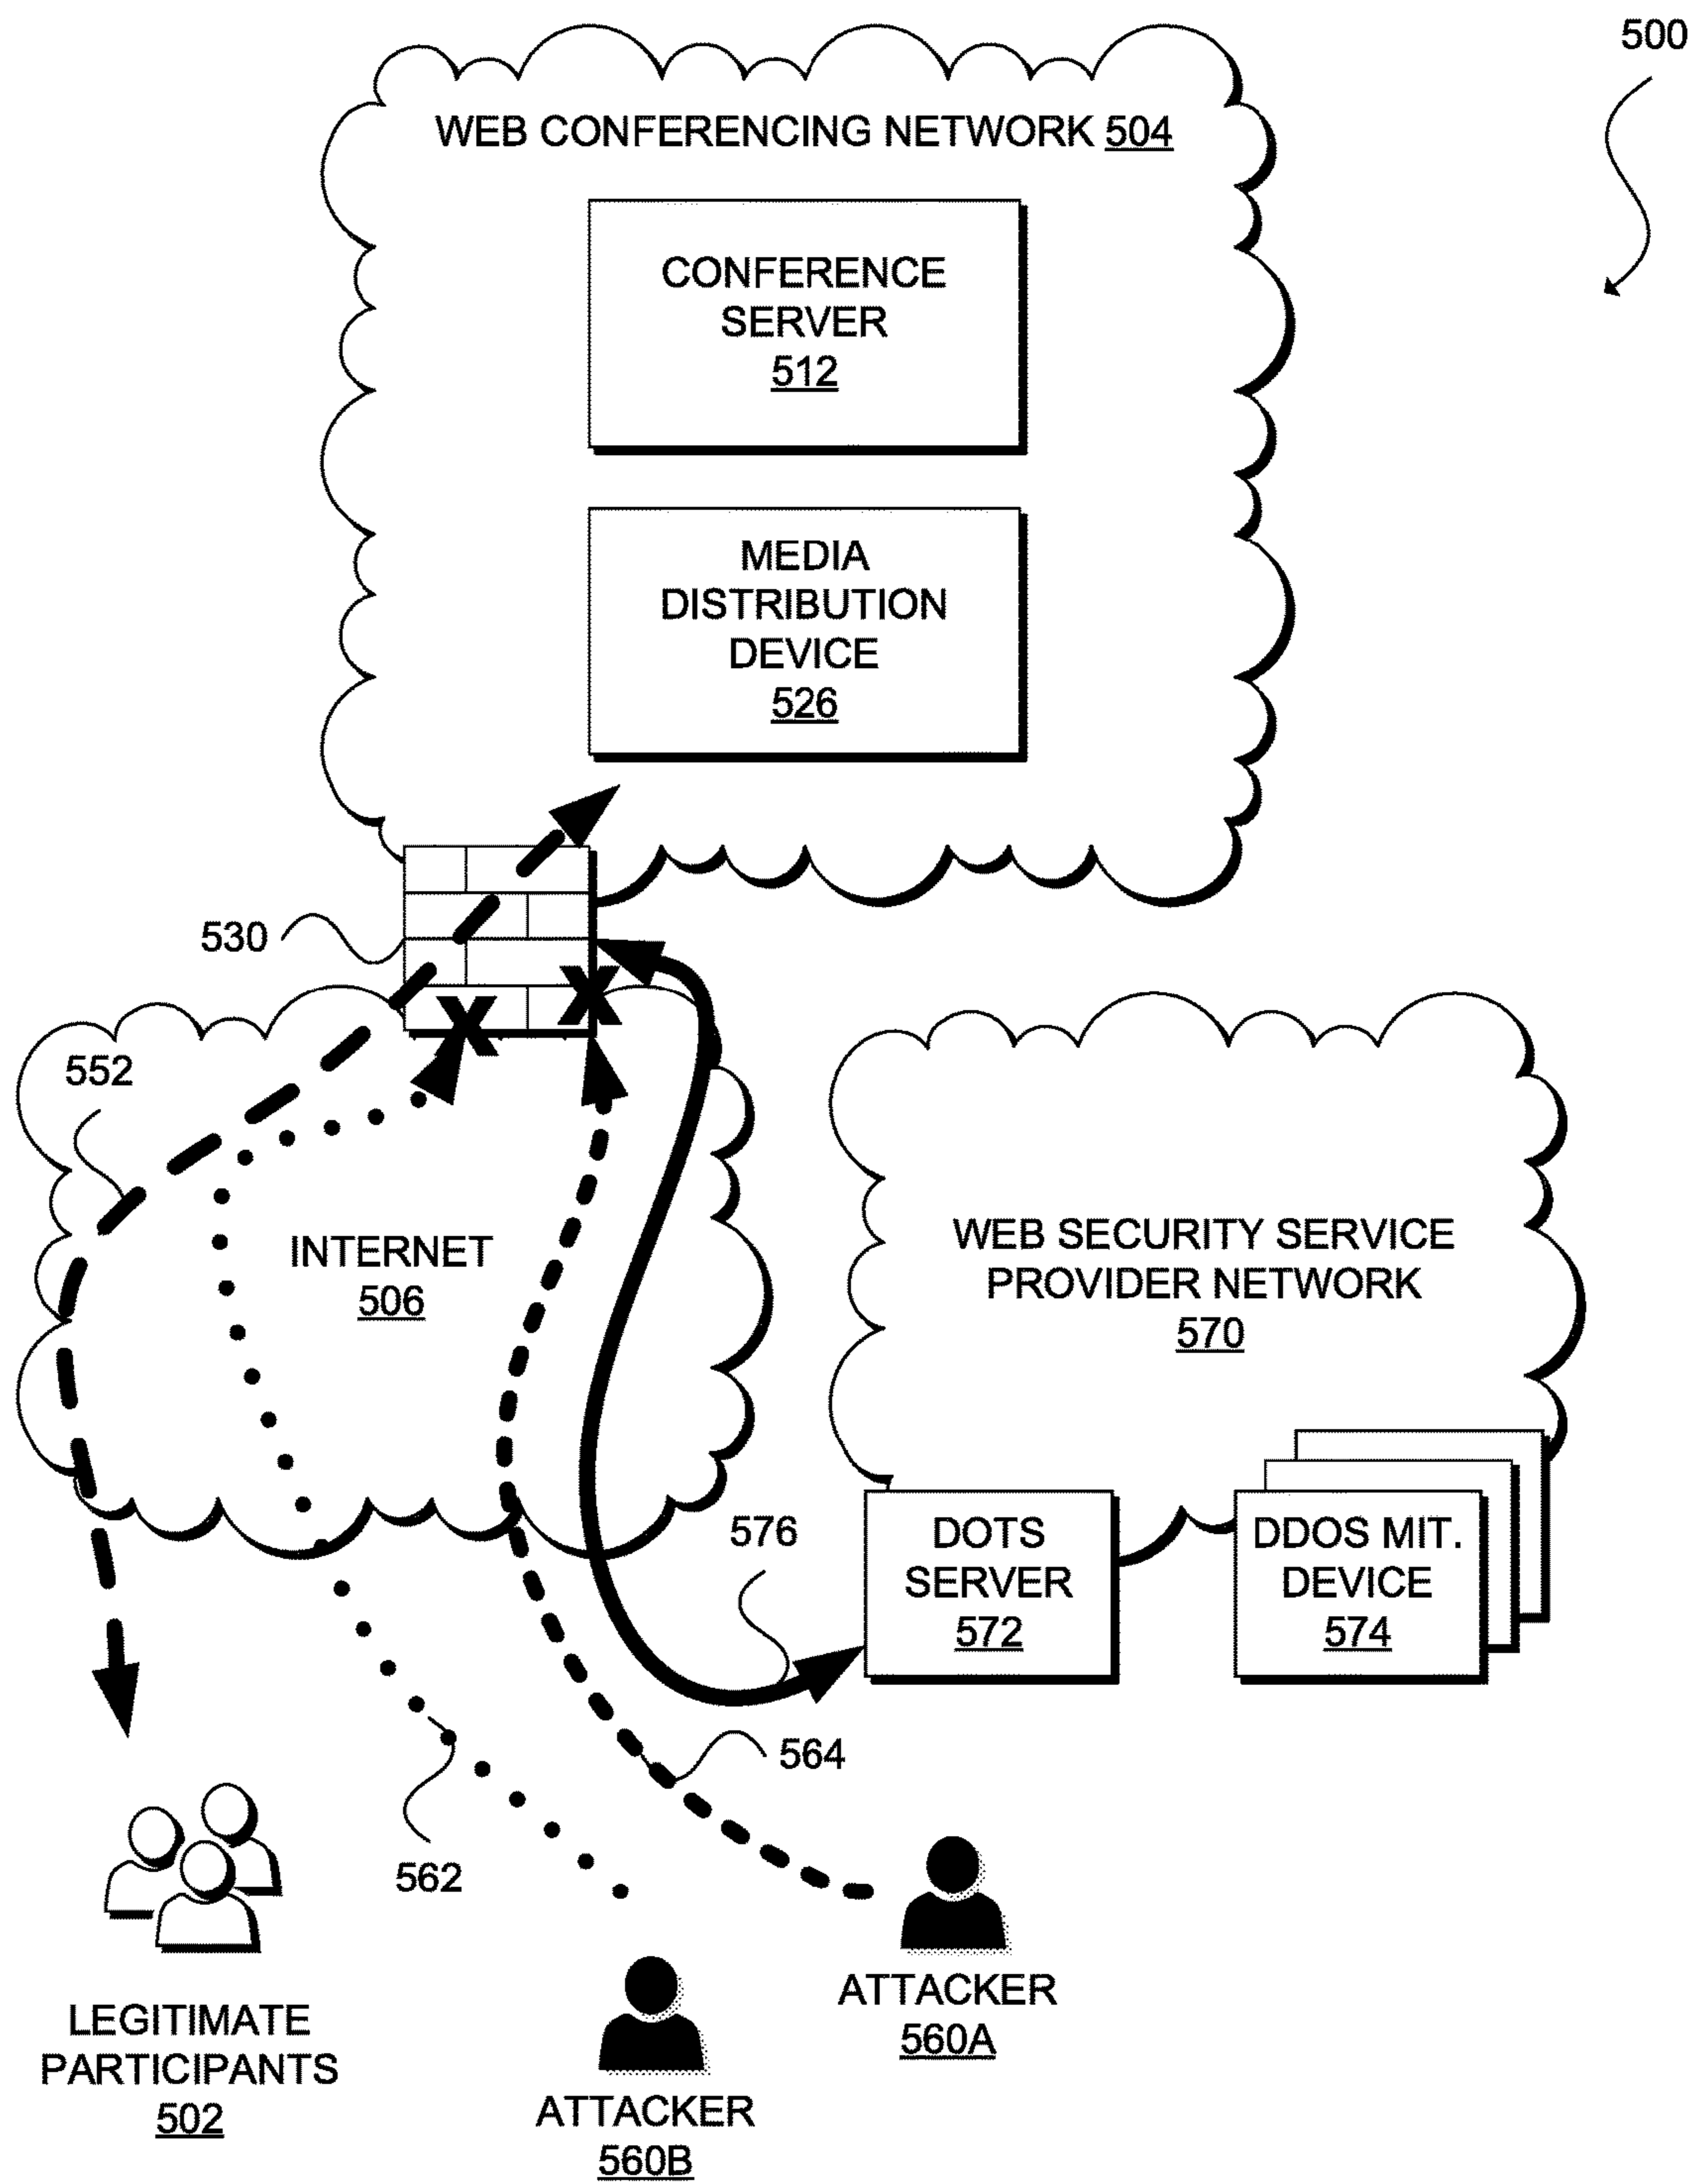 500
WEB CONFERENCING NETWORK 504
CONFERENCE
SERVER
512
MEDIA
DISTRIBUTION
DEVICE
526
530
552
INTERNET
506
WEB SECURITY SERVICE
PROVIDER NETWORK
570
576
DOTS
SERVER
572
DDOS MIT.
DEVICE
574
564
562
LEGITIMATE
PARTICIPANTS
502
ATTACKER
560B
ATTACKER
560A